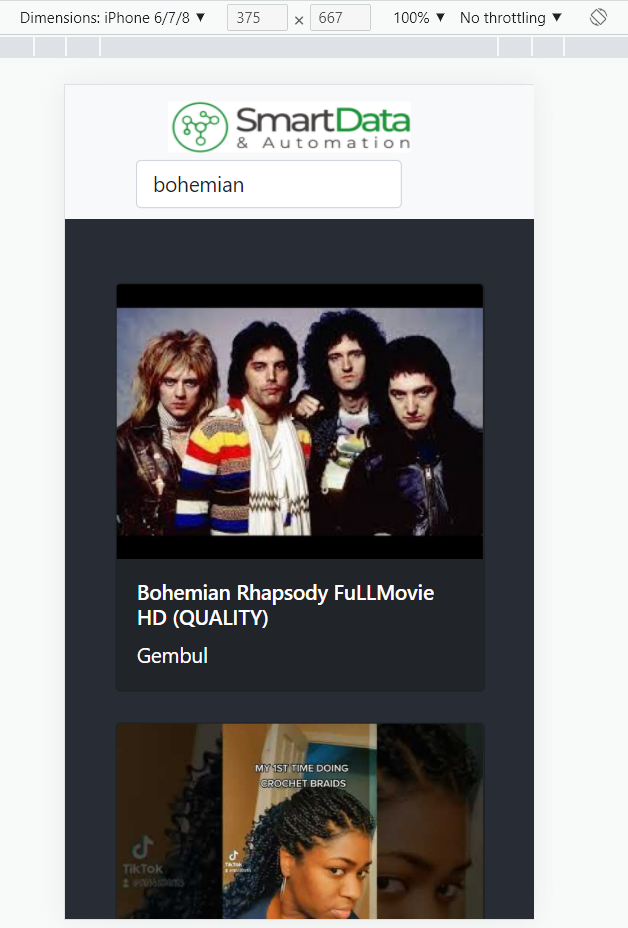 Dimensions: iPhone 6/7/8 ▼ 375 × 667 100% ▼ No throttling ▼
SmartData
& Automation
bohemian
Bohemian Rhapsody FuLLMovie
HD (QUALITY)
Gembul
MY 1ST TIME DOING
CROCHET BRAIDS
TikTok
TikTok